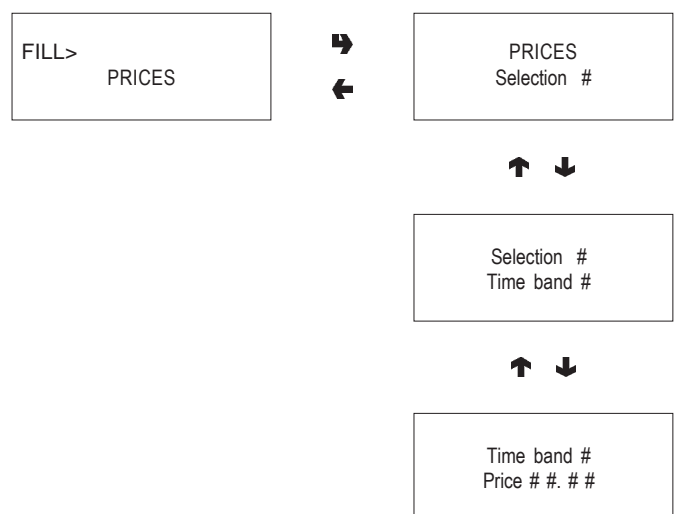 FILL>
PRICES
PRICES
Selection #
Selection #
Time band #
Time band #
Price # #. # #